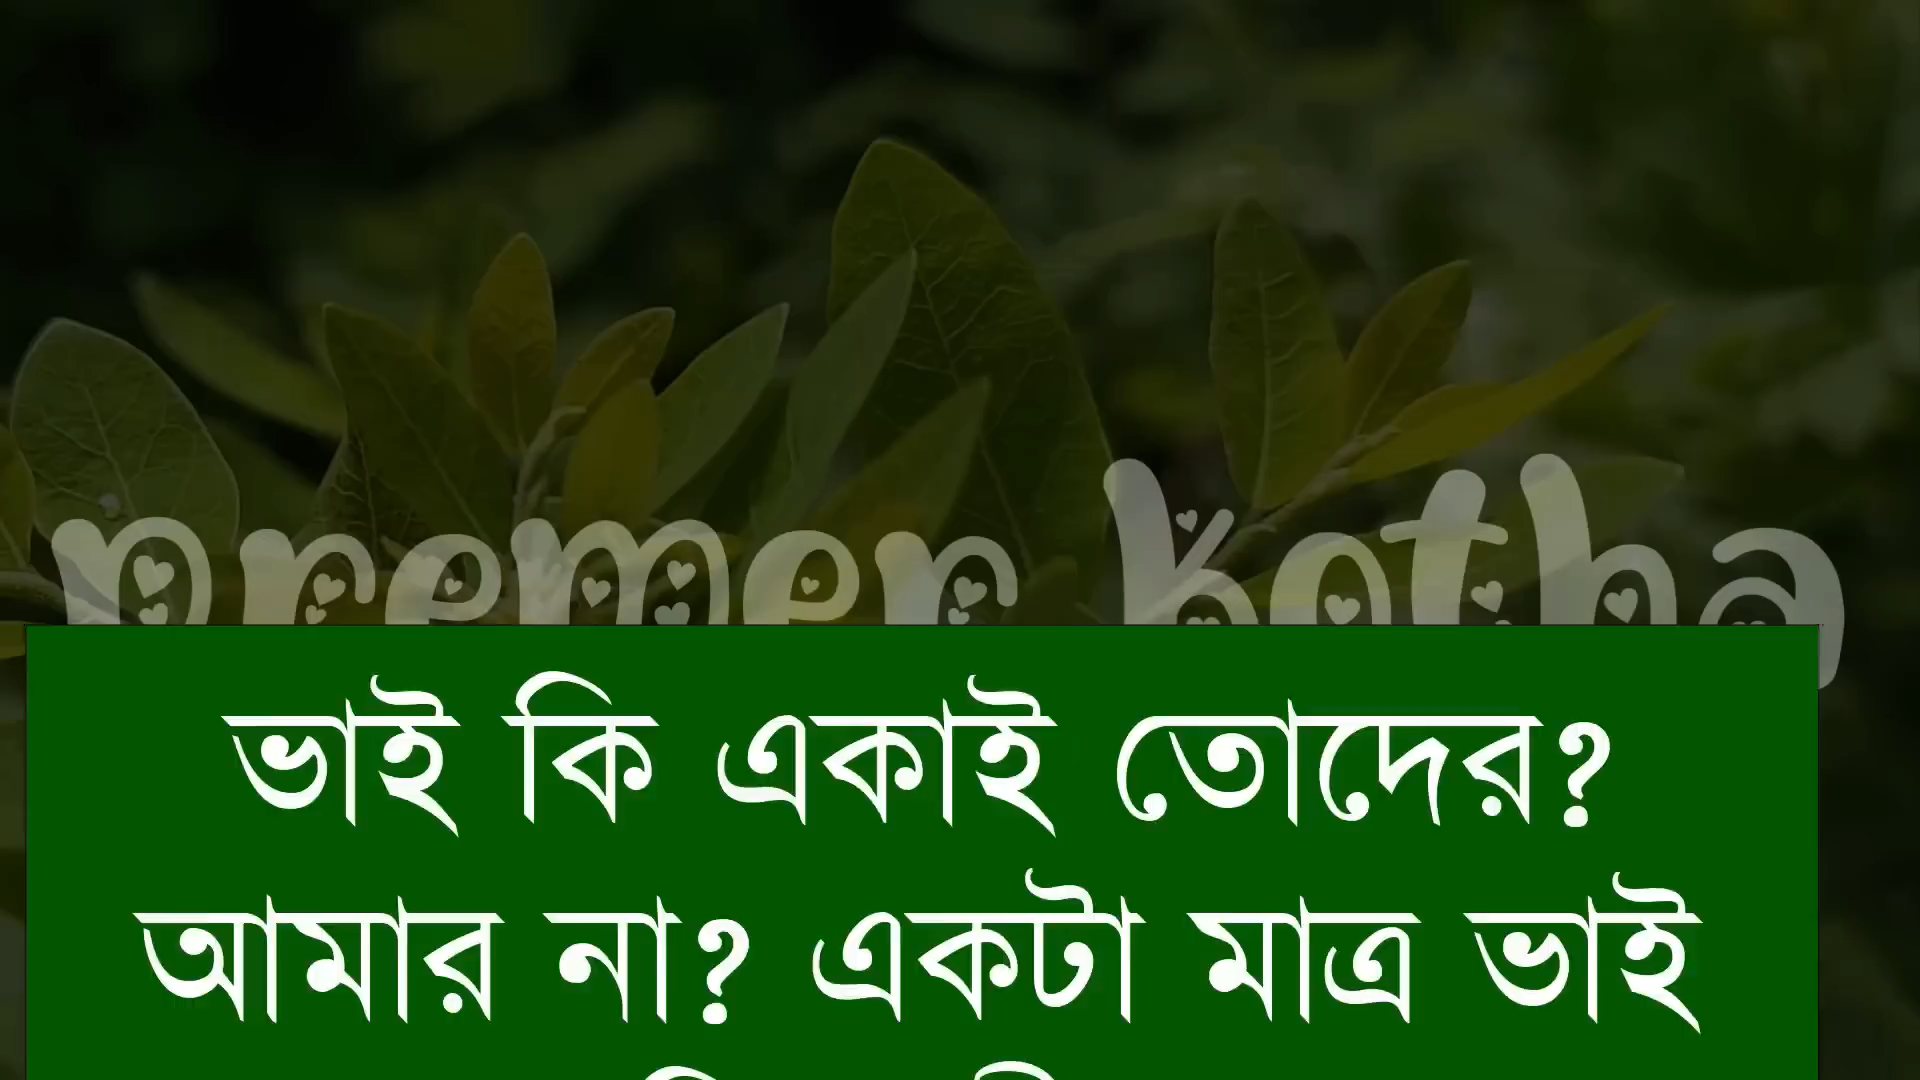 premer kotha
ভাই কি একাই তোদের?
আমার না? একটা মাত্র ভাই